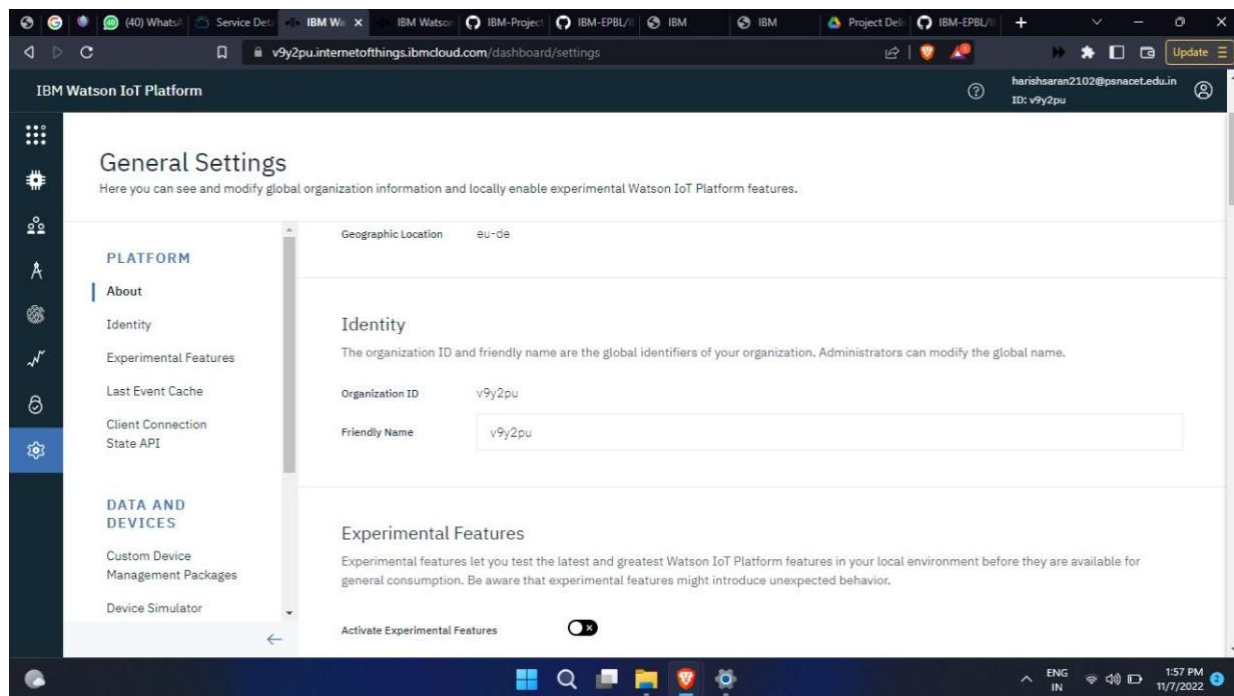 (40) WhatsA
Service Det
IBM Wa
IBM Watson
IBM-Project
IBM-EPBL/I
IBM
IBM
Project Deli
IBM-EPBL/I
v9y2pu.internetofthings.ibmcloud.com/dashboard/settings
Update
IBM Watson IoT Platform
harishsaran2102@psnacet.edu.in
ID: v9y2pu
General Settings
Here you can see and modify global organization information and locally enable experimental Watson IoT Platform features.
PLATFORM
About
Identity
Experimental Features
Last Event Cache
Client Connection
State API
DATA AND
DEVICES
Custom Device
Management Packages
Device Simulator
Geographic Location eu-de
Identity
The organization ID and friendly name are the global identifiers of your organization. Administrators can modify the global name.
Organization ID v9y2pu
Friendly Name v9y2pu
Experimental Features
Experimental features let you test the latest and greatest Watson IoT Platform features in your local environment before they are available for
general consumption. Be aware that experimental features might introduce unexpected behavior.
Activate Experimental Features
ENG
IN
1:57 PM
11/7/2022
2